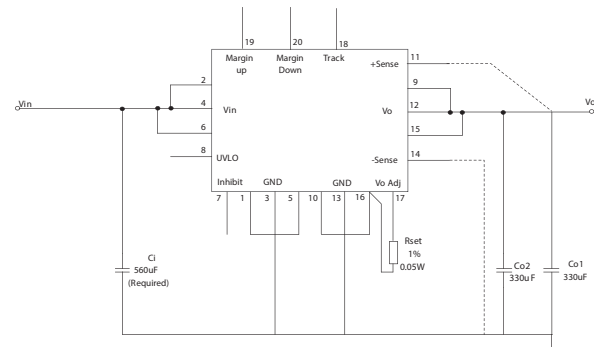 19
20
18
Margin up
Margin Down
Track
11
+Sense
2
9
Vin
4
Vin
Vo
12
Vo
6
15
8
UVLO
-Sense
14
Inhibit
GND
GND
Vo Adj
7
1
3
5
10
13
16
17
Rset
1%
0.05W
Ci
560uF
(Required)
Co2
330uF
Co1
330uF